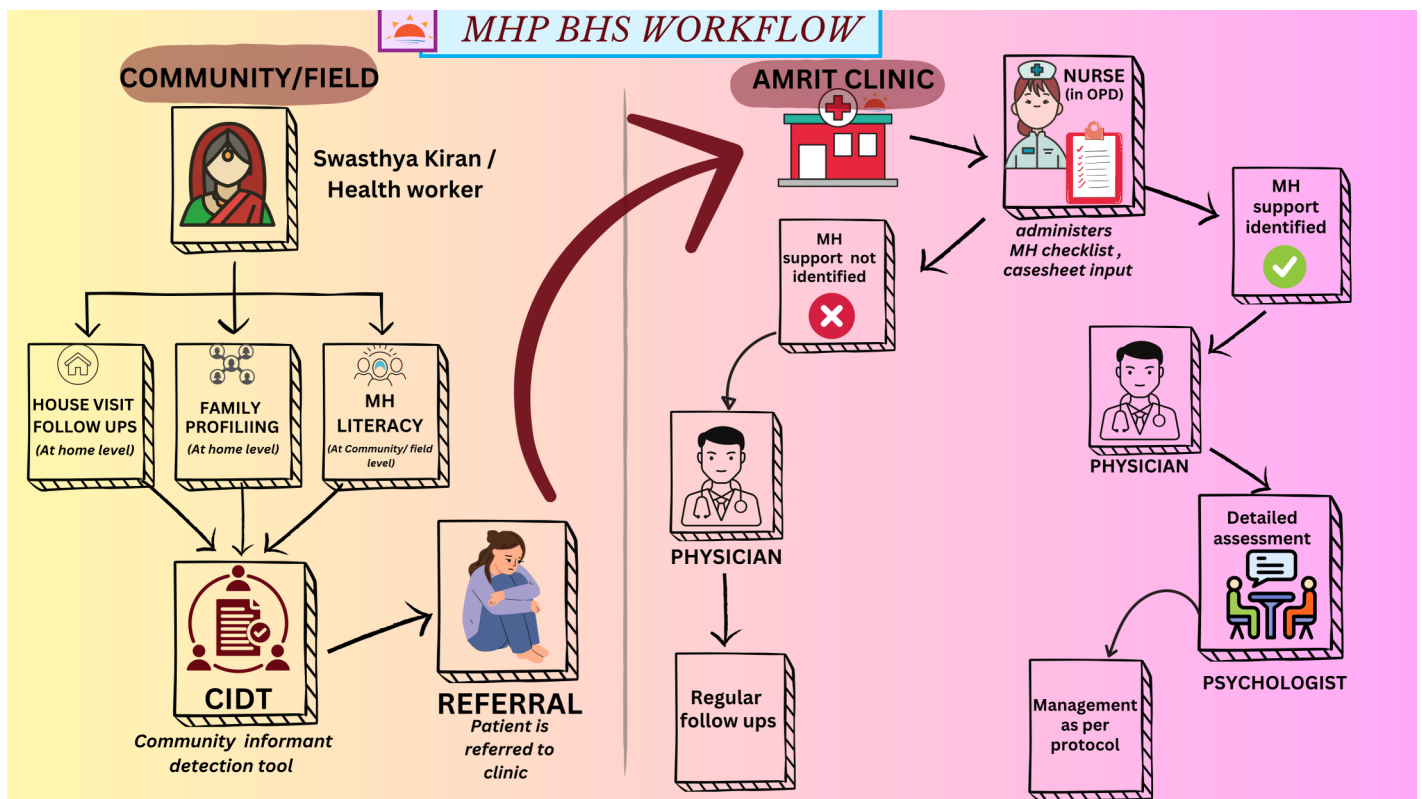 MHP BHS WORKFLOW
COMMUNITY/FIELD
Swasthya Kiran /
Health worker
HOUSE VISIT
FOLLOW UPS
(At home level)
FAMILY
PROFILIING
(At home level)
MH
LITERACY
(At Community/ field
level)
CIDT
Community informant
detection tool
REFERRAL
Patient is
referred to
clinic
AMRIT CLINIC
NURSE
(in OPD)
administers
MH checklist ,
casesheet input
MH
support not
identified
PHYSICIAN
Regular
follow ups
MH
support
identified
PHYSICIAN
Detailed
assessment
PSYCHOLOGIST
Management
as per
protocol